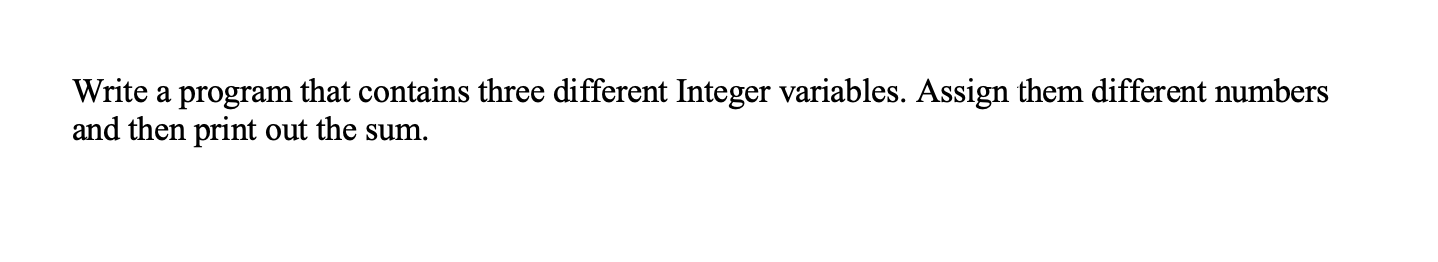 Write a program that contains three different Integer variables. Assign them different numbers
and then print out the sum.